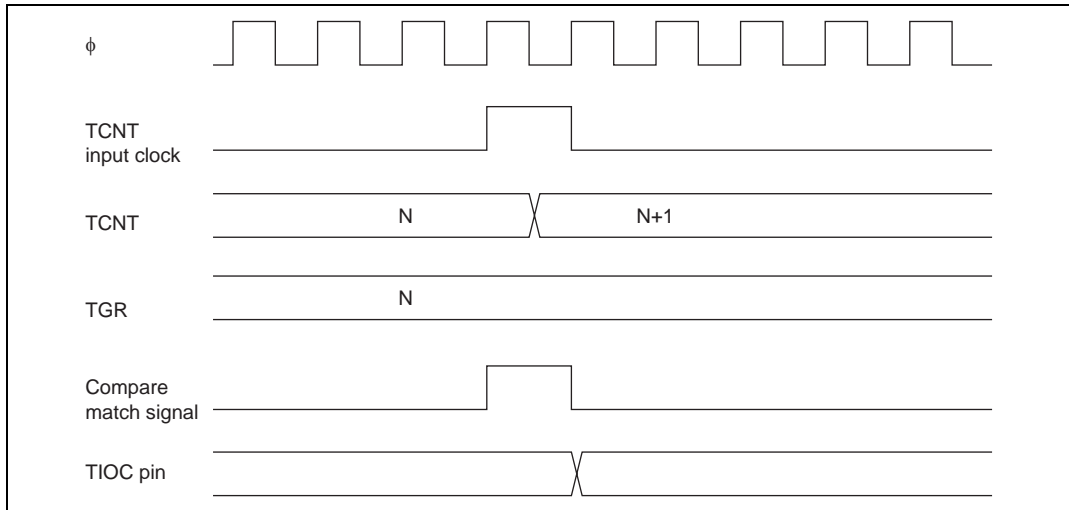 ϕ
TCNT
input clock
TCNT
N
N+1
TGR
N
Compare
match signal
TIOC pin